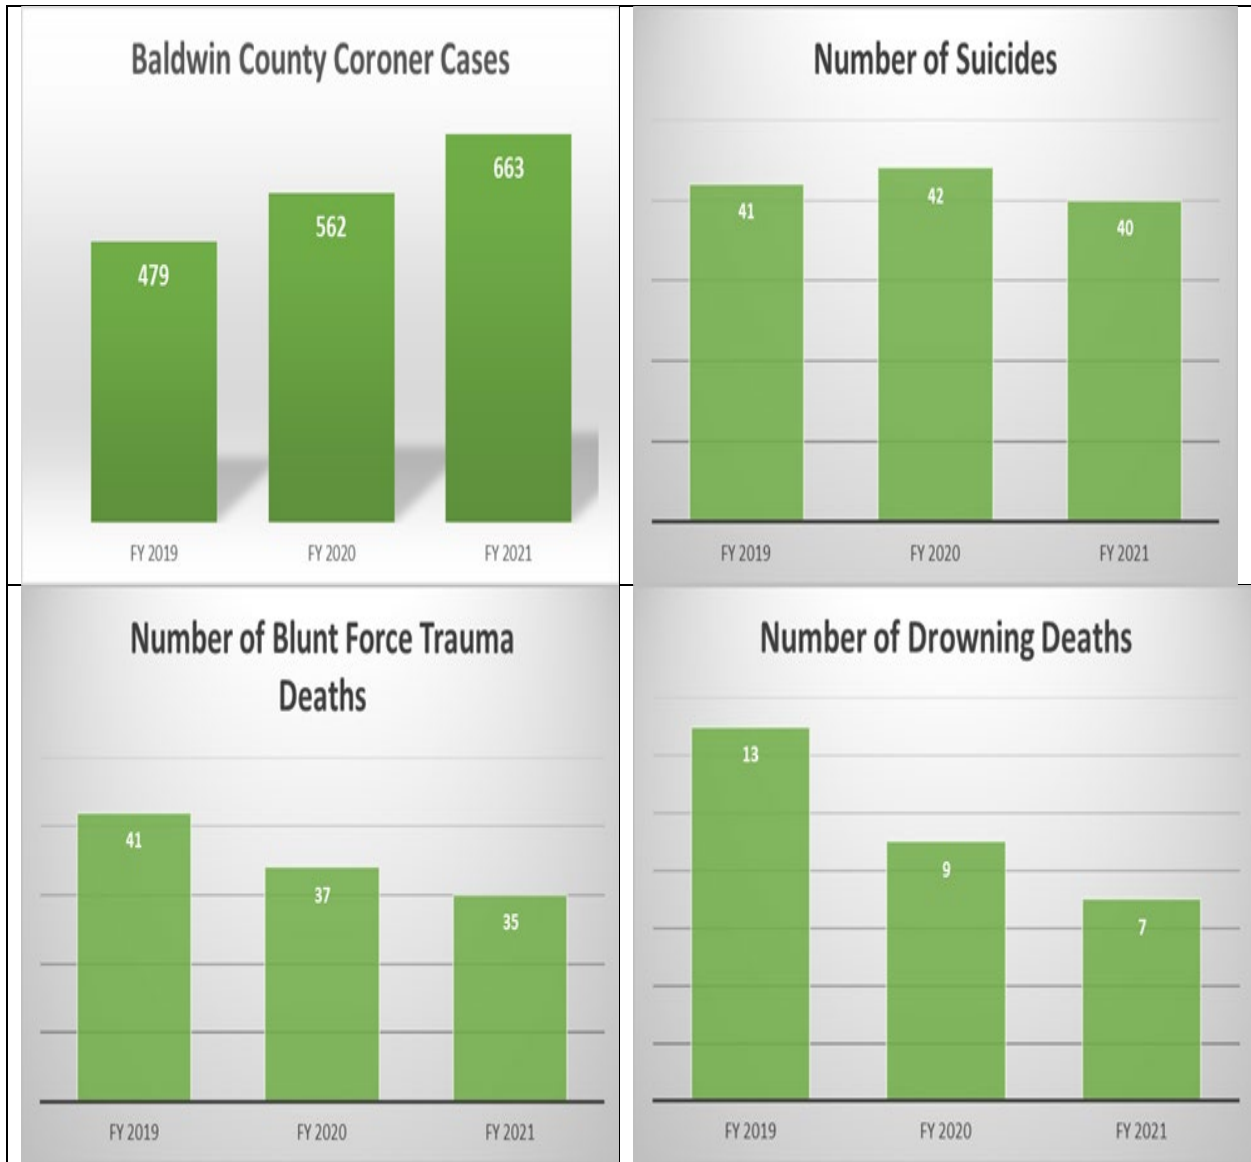 Baldwin County Coroner Cases
479
562
663
FY 2019
FY 2020
FY 2021
Number of Suicides
41
42
40
FY 2019
FY 2020
FY 2021
Number of Blunt Force Trauma
Deaths
41
37
35
FY 2019
FY 2020
FY 2021
Number of Drowning Deaths
13
9
7
FY 2019
FY 2020
FY 2021